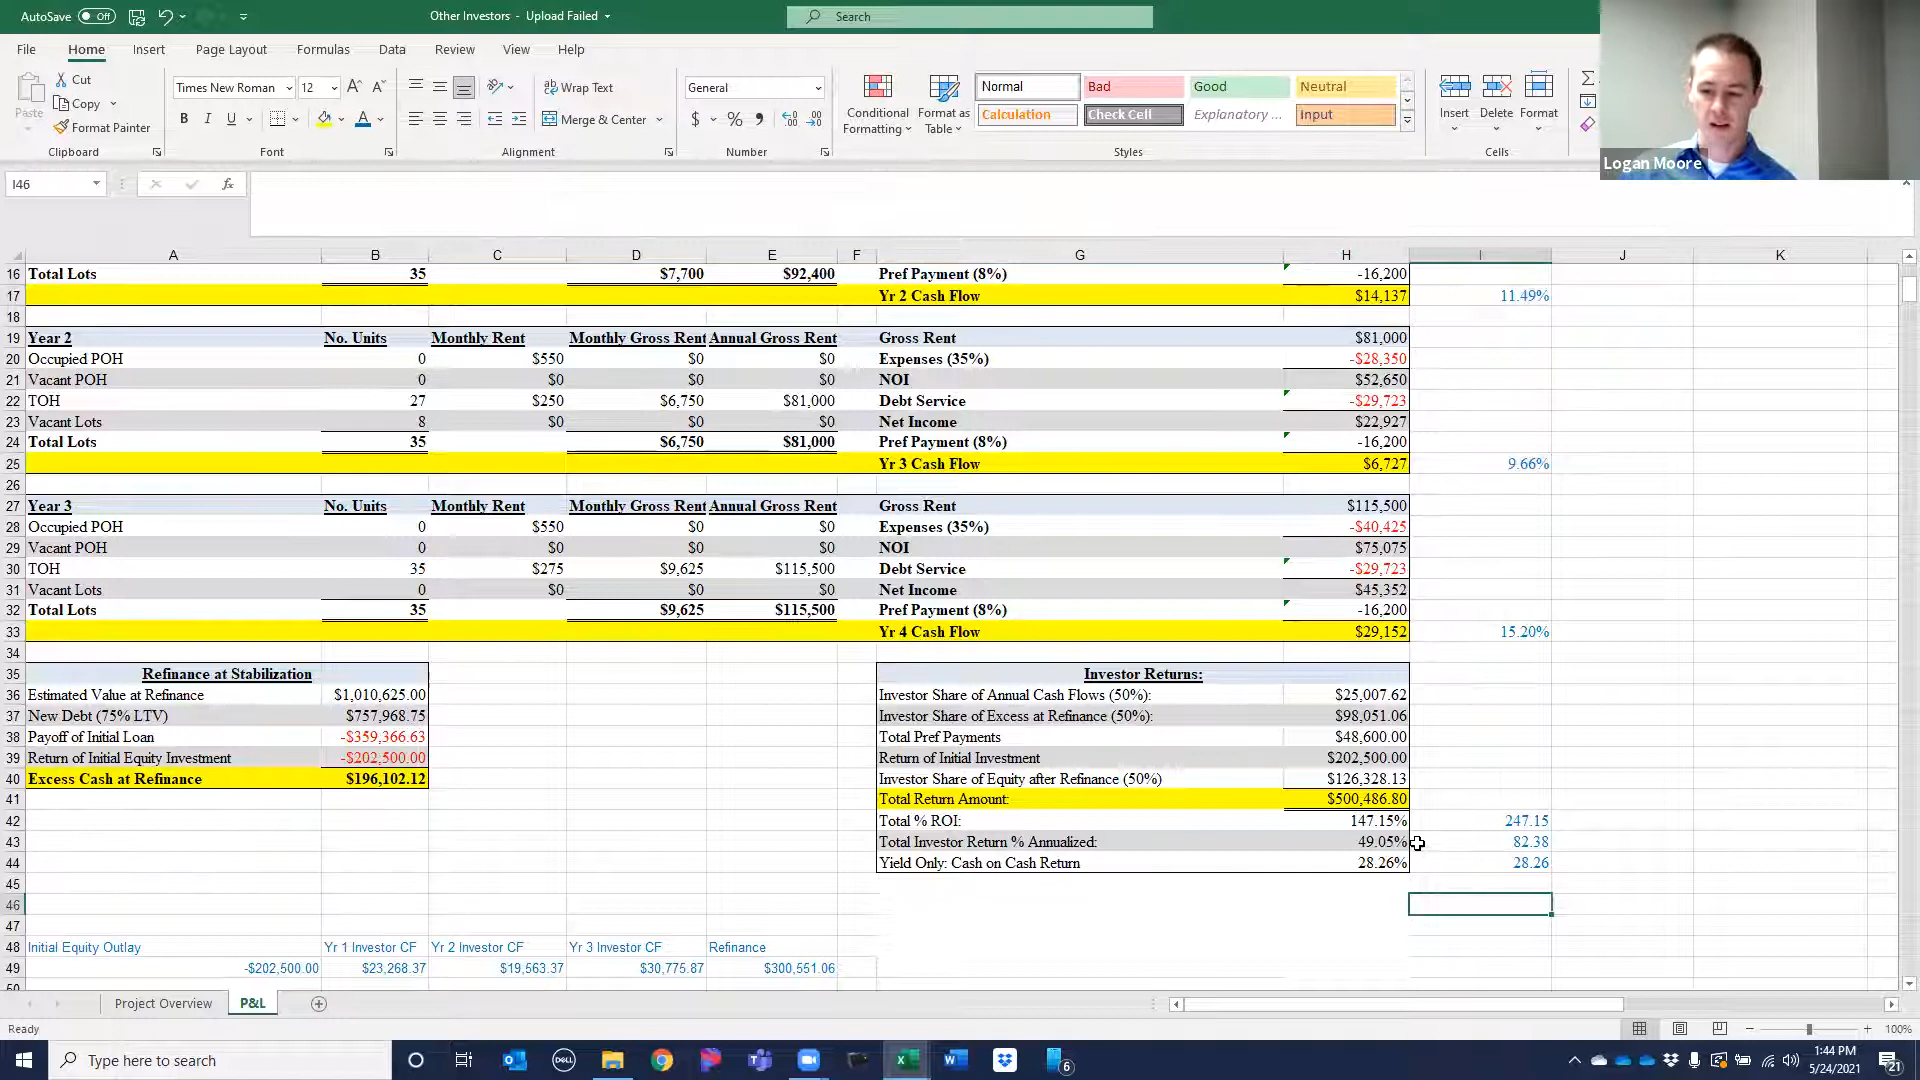 AutoSave Off Other Investors - Upload Failed Search
File Home Insert Page Layout Formulas Data Review View Help
Cut
Copy
Format Painter
Paste
Times New Roman 12
Wrap Text
Merge & Center
General
Conditional Formatting
Format as Table
Normal Bad Good Neutral
Calculation Check Cell Explanatory ... Input
Insert Delete Format
Clipboard Font Alignment Number Styles Cells
Logan Moore
I46 fx
A B C D E F G H I J K
16 Total Lots 35 $7,700 $92,400 Pref Payment (8%) -16,200
17 Yr 2 Cash Flow $14,137 11.49%
18
19 Year 2 No. Units Monthly Rent Monthly Gross Rent Annual Gross Rent Gross Rent $81,000
20 Occupied POH 0 $550 $0 $0 Expenses (35%) -$28,350
21 Vacant POH 0 $0 $0 $0 NOI $52,650
22 TOH 27 $250 $6,750 $81,000 Debt Service -$29,723
23 Vacant Lots 8 $0 $0 $0 Net Income $22,927
24 Total Lots 35 $6,750 $81,000 Pref Payment (8%) -16,200
25 Yr 3 Cash Flow $6,727 9.66%
26
27 Year 3 No. Units Monthly Rent Monthly Gross Rent Annual Gross Rent Gross Rent $115,500
28 Occupied POH 0 $550 $0 $0 Expenses (35%) -$40,425
29 Vacant POH 0 $0 $0 $0 NOI $75,075
30 TOH 35 $275 $9,625 $115,500 Debt Service -$29,723
31 Vacant Lots 0 $0 $0 $0 Net Income $45,352
32 Total Lots 35 $9,625 $115,500 Pref Payment (8%) -16,200
33 Yr 4 Cash Flow $29,152 15.20%
34
35 Refinance at Stabilization Investor Returns:
36 Estimated Value at Refinance $1,010,625.00 Investor Share of Annual Cash Flows (50%): $25,007.62
37 New Debt (75% LTV) $757,968.75 Investor Share of Excess at Refinance (50%): $98,051.06
38 Payoff of Initial Loan -$359,366.63 Total Pref Payments $48,600.00
39 Return of Initial Equity Investment -$202,500.00 Return of Initial Investment $202,500.00
40 Excess Cash at Refinance $196,102.12 Investor Share of Equity after Refinance (50%) $126,328.13
41 Total Return Amount: $500,486.80
42 Total % ROI: 147.15% 247.15
43 Total Investor Return % Annualized: 49.05% 82.38
44 Yield Only: Cash on Cash Return 28.26% 28.26
45
46
47
48 Initial Equity Outlay Yr 1 Investor CF Yr 2 Investor CF Yr 3 Investor CF Refinance
49 -$202,500.00 $23,268.37 $19,563.37 $30,775.87 $300,551.06
50
Project Overview P&L
Ready 100%
Type here to search DELL 6 1:44 PM
5/24/2021 21